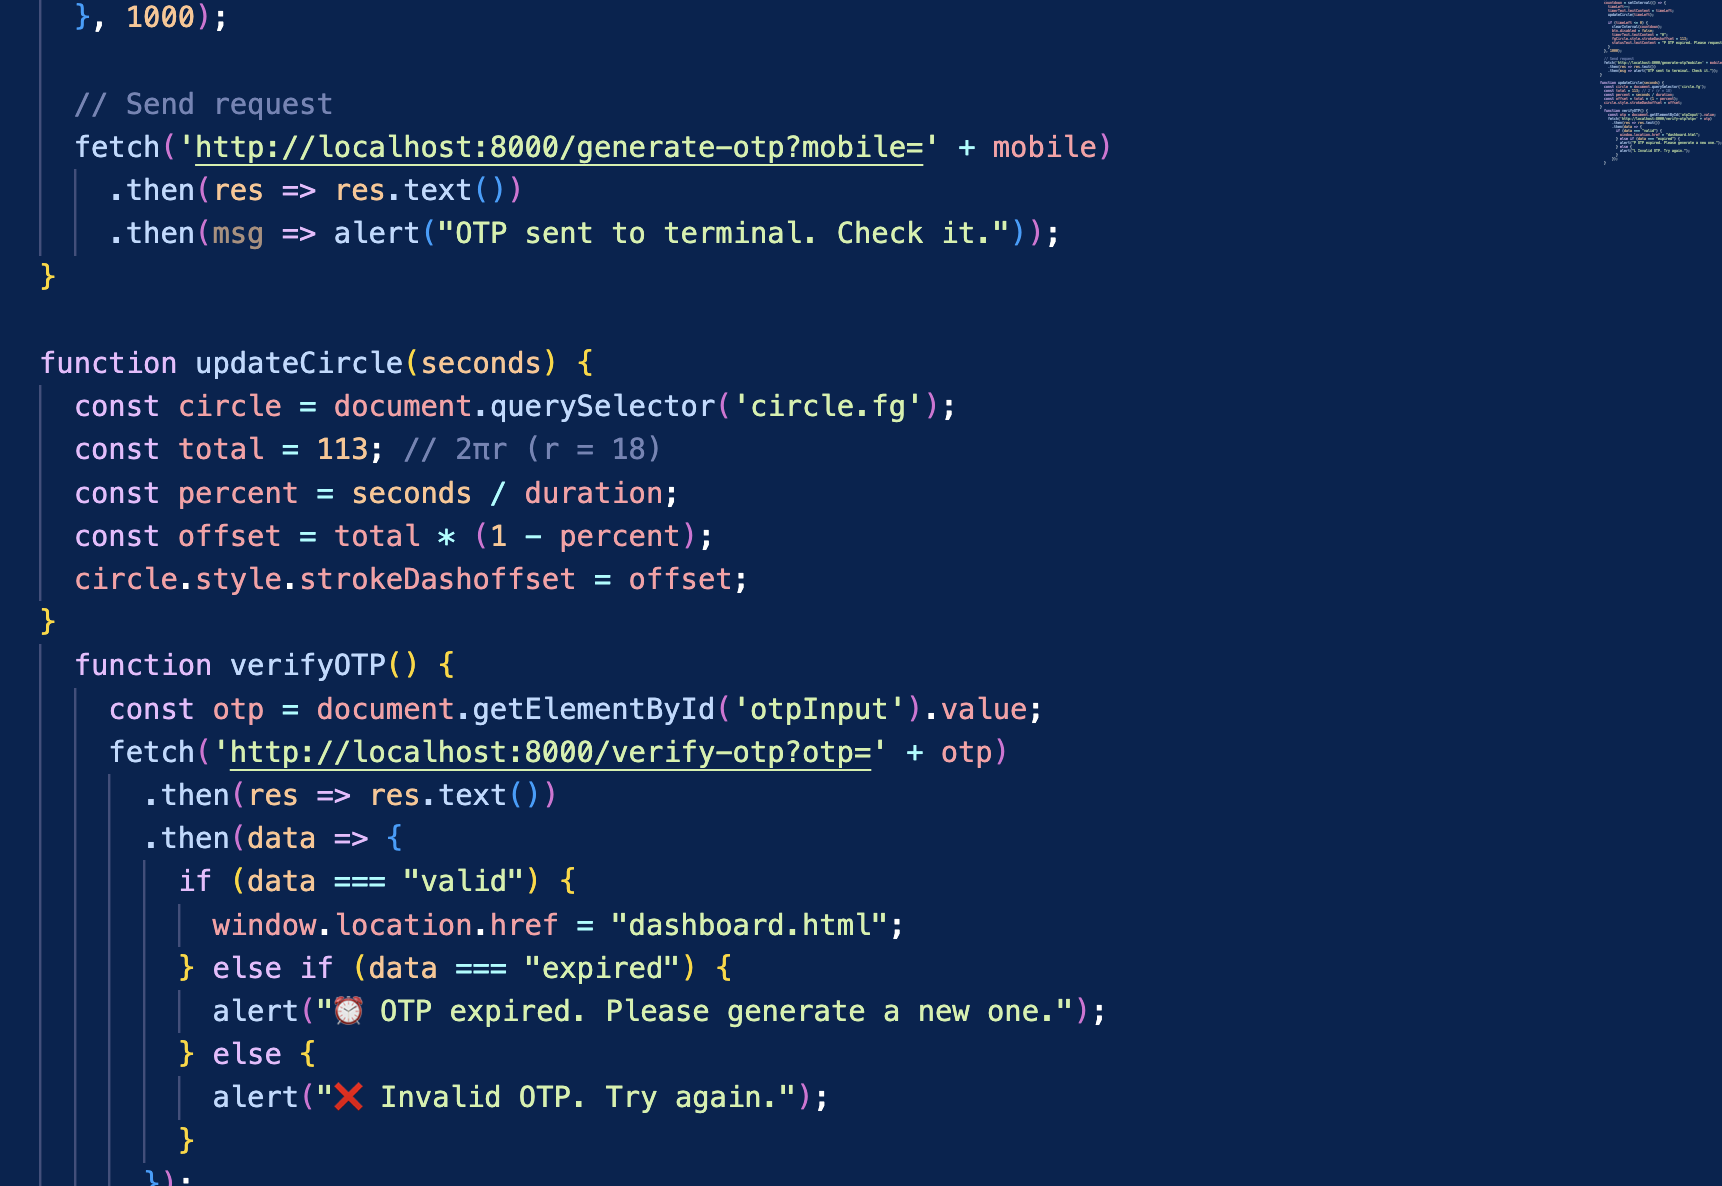 }, 1000);
// Send request
fetch('http://localhost:8000/generate-otp?mobile=' + mobile)
.then(res => res.text())
.then(msg => alert("OTP sent to terminal. Check it."));
}
function updateCircle(seconds) {
const circle = document.querySelector('circle.fg');
const total = 113; // 2πr (r = 18)
const percent = seconds / duration;
const offset = total * (1 - percent);
circle.style.strokeDashoffset = offset;
}
function verifyOTP() {
const otp = document.getElementById('otpInput').value;
fetch('http://localhost:8000/verify-otp?otp=' + otp)
.then(res => res.text())
.then(data => {
if (data === "valid") {
window.location.href = "dashboard.html";
} else if (data === "expired") {
alert("⏰ OTP expired. Please generate a new one.");
} else {
alert("❌ Invalid OTP. Try again.");
}
});